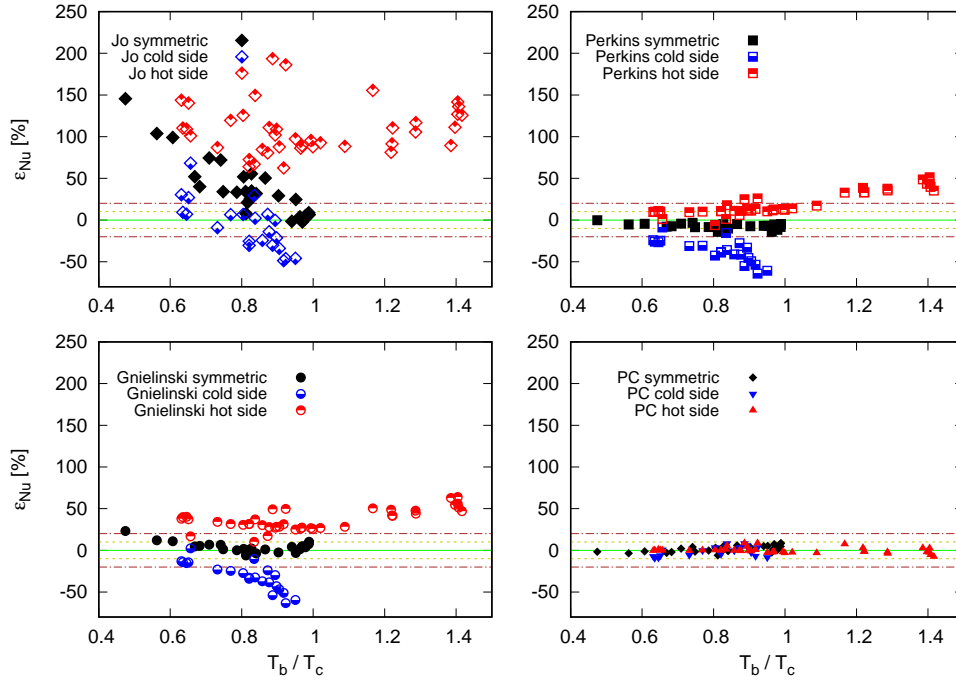 250
200
150
100
50
0
-50
ε_Nu [%]
0.4 0.6 0.8 1 1.2 1.4
Jo symmetric
Jo cold side
Jo hot side
250
200
150
100
50
0
-50
0.4 0.6 0.8 1 1.2 1.4
Perkins symmetric
Perkins cold side
Perkins hot side
250
200
150
100
50
0
-50
ε_Nu [%]
0.4 0.6 0.8 1 1.2 1.4
T_b / T_c
Gnielinski symmetric
Gnielinski cold side
Gnielinski hot side
250
200
150
100
50
0
-50
0.4 0.6 0.8 1 1.2 1.4
T_b / T_c
PC symmetric
PC cold side
PC hot side